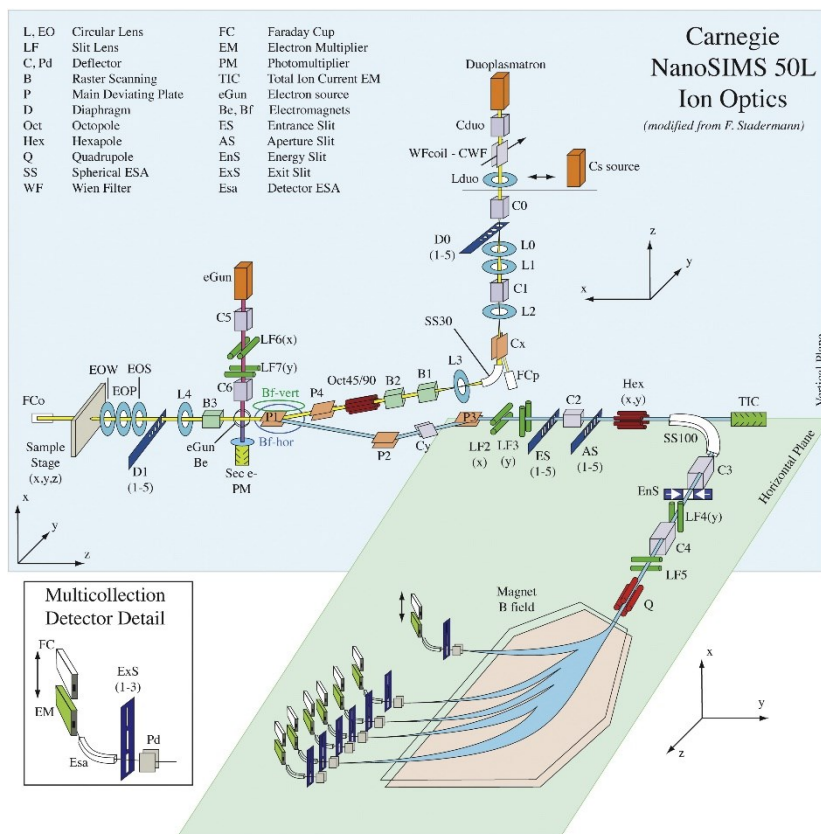 L, EO Circular Lens
LF Slit Lens
C, Pd Deflector
B Raster Scanning
P Main Deviating Plate
D Diaphragm
Oct Octopole
Hex Hexapole
Q Quadrupole
SS Spherical ESA
WF Wien Filter
FC Faraday Cup
EM Electron Multiplier
PM Photomultiplier
TIC Total Ion Current EM
eGun Electron source
Be, Bf Electromagnets
ES Entrance Slit
AS Aperture Slit
EnS Energy Slit
ExS Exit Slit
Esa Detector ESA
Carnegie
NanoSIMS 50L
Ion Optics
(modified from F. Stadermann)
Duoplasmatron
Cduo
WFcoil - CWF
Lduo
Cs source
C0
D0
(1-5)
L0
L1
C1
L2
SS30
Cx
FCp
z
y
x
eGun
C5
LF6(x)
LF7(y)
C6
EOW
EOS
EOP
L4
B3
Bf-vert
P4
Oct45/90
B2
B1
L3
FCo
Sample
Stage
(x,y,z)
D1
(1-5)
eGun
Be
P1
Bf-hor
Sec e-
PM
P2
Cy
P3
LF2
(x)
LF3
(y)
ES
(1-5)
C2
AS
(1-5)
Hex
(x,y)
TIC
SS100
Vertical Plane
Horizontal Plane
C3
EnS
LF4(y)
C4
LF5
Q
x
y
z
Magnet
B field
Multicollection
Detector Detail
FC
ExS
(1-3)
EM
Pd
Esa
x
y
z